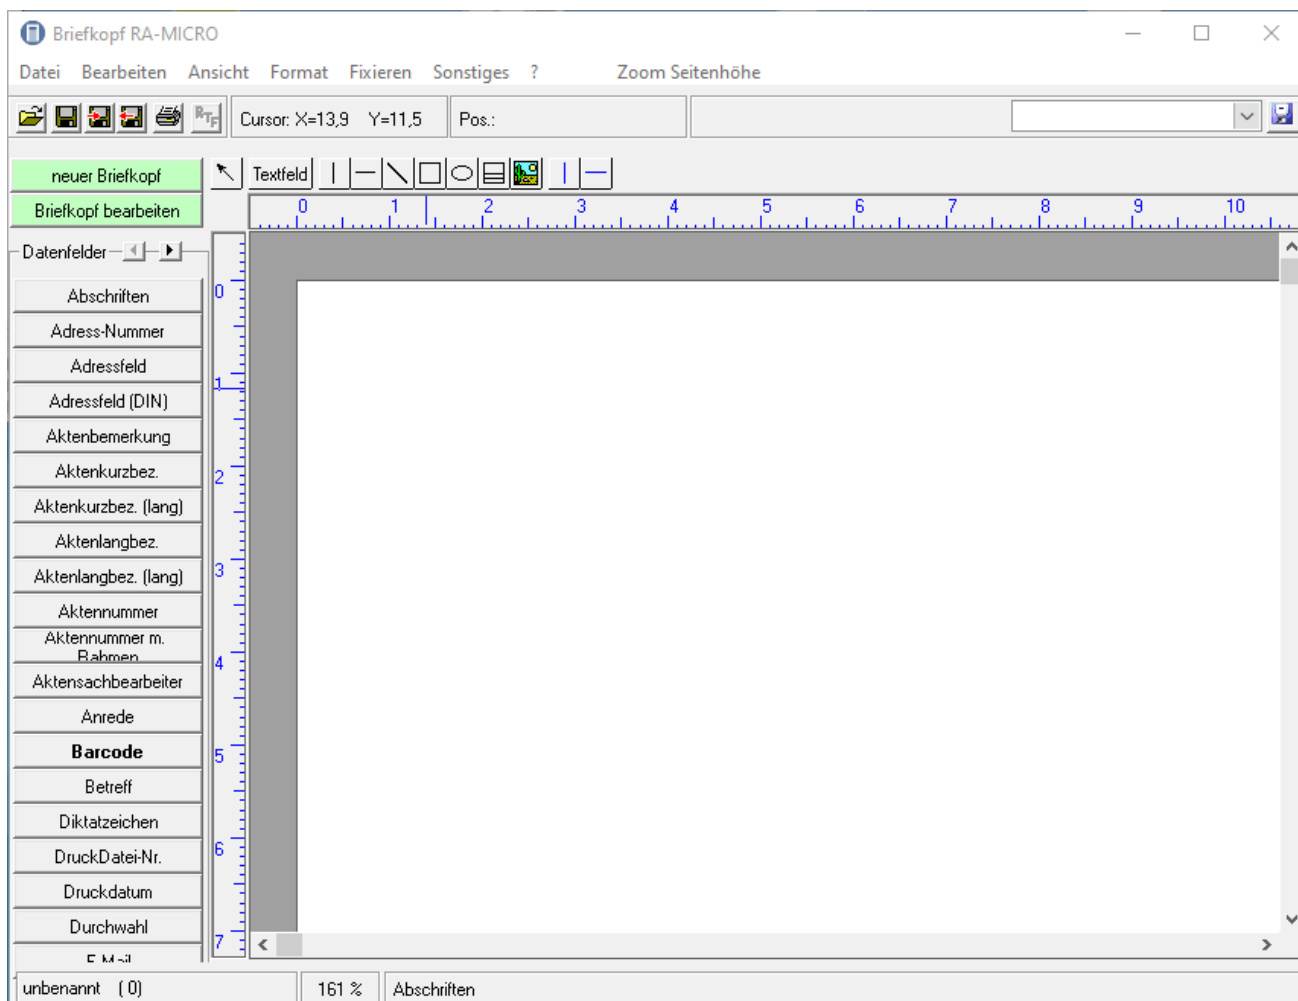 Briefkopf RA-MICRO
Datei Bearbeiten Ansicht Format Fixieren Sonstiges ? Zoom Seitenhöhe
RTF Cursor: X=13,9 Y=11,5 Pos.:
neuer Briefkopf Textfeld
Briefkopf bearbeiten
0 1 2 3 4 5 6 7 8 9 10
Datenfelder
Abschriften
Adress-Nummer
Adressfeld
Adressfeld (DIN)
Aktenbemerkung
Aktenkurzbez.
Aktenkurzbez. (lang)
Aktenlangbez.
Aktenlangbez. (lang)
Aktennummer
Aktennummer m.
Rahmen
Aktensachbearbeiter
Anrede
Barcode
Betreff
Diktatzeichen
DruckDatei-Nr.
Druckdatum
Durchwahl
E-Mail
0
1
2
3
4
5
6
7
unbenannt ( 0) 161 % Abschriften